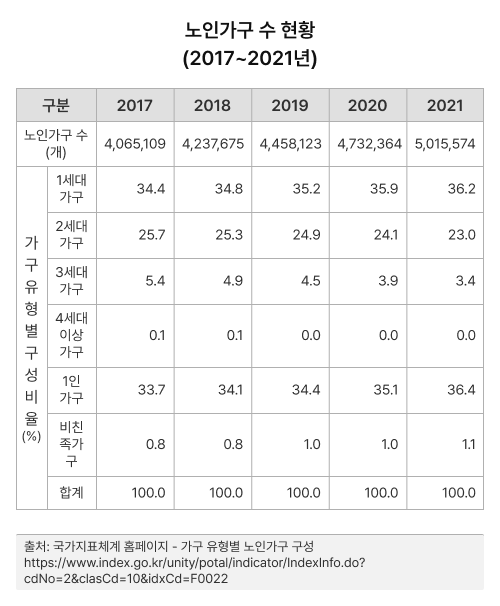 노인가구 수 현황
(2017~2021년)
구분 2017 2018 2019 2020 2021
노인가구 수
(개) 4,065,109 4,237,675 4,458,123 4,732,364 5,015,574
가구유형별구성비율(%)
1세대
가구 34.4 34.8 35.2 35.9 36.2
2세대
가구 25.7 25.3 24.9 24.1 23.0
3세대
가구 5.4 4.9 4.5 3.9 3.4
4세대
이상
가구 0.1 0.1 0.0 0.0 0.0
1인
가구 33.7 34.1 34.4 35.1 36.4
비친
족가
구 0.8 0.8 1.0 1.0 1.1
합계 100.0 100.0 100.0 100.0 100.0
출처: 국가지표체계 홈페이지 - 가구 유형별 노인가구 구성
https://www.index.go.kr/unity/potal/indicator/IndexInfo.do?
cdNo=2&clasCd=10&idxCd=F0022